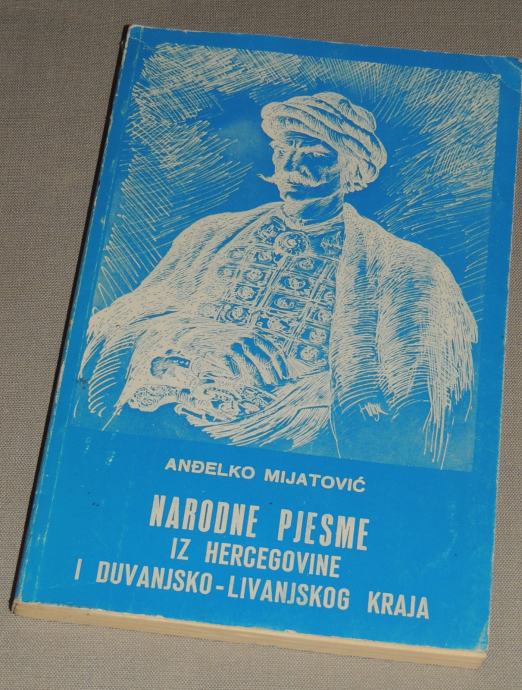 ANĐELKO MIJATOVIĆ
NARODNE PJESME
IZ HERCEGOVINE
I DUVANJSKO-LIVANJSKOG KRAJA